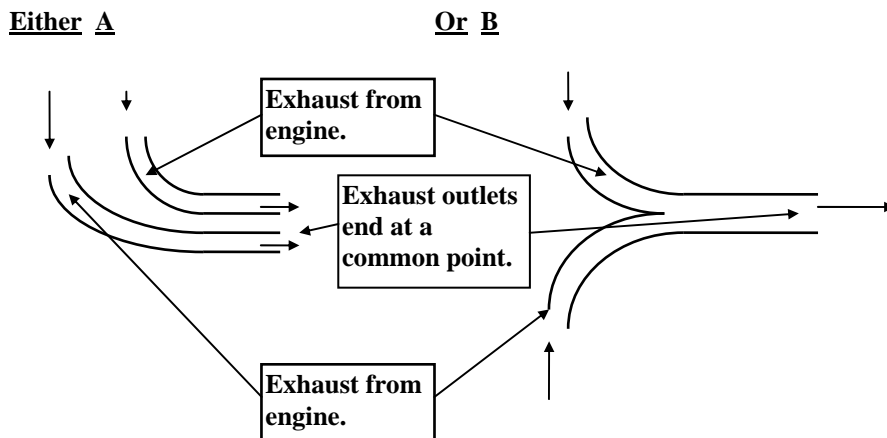 Either A
Or B
Exhaust from
engine.
Exhaust outlets
end at a
common point.
Exhaust from
engine.